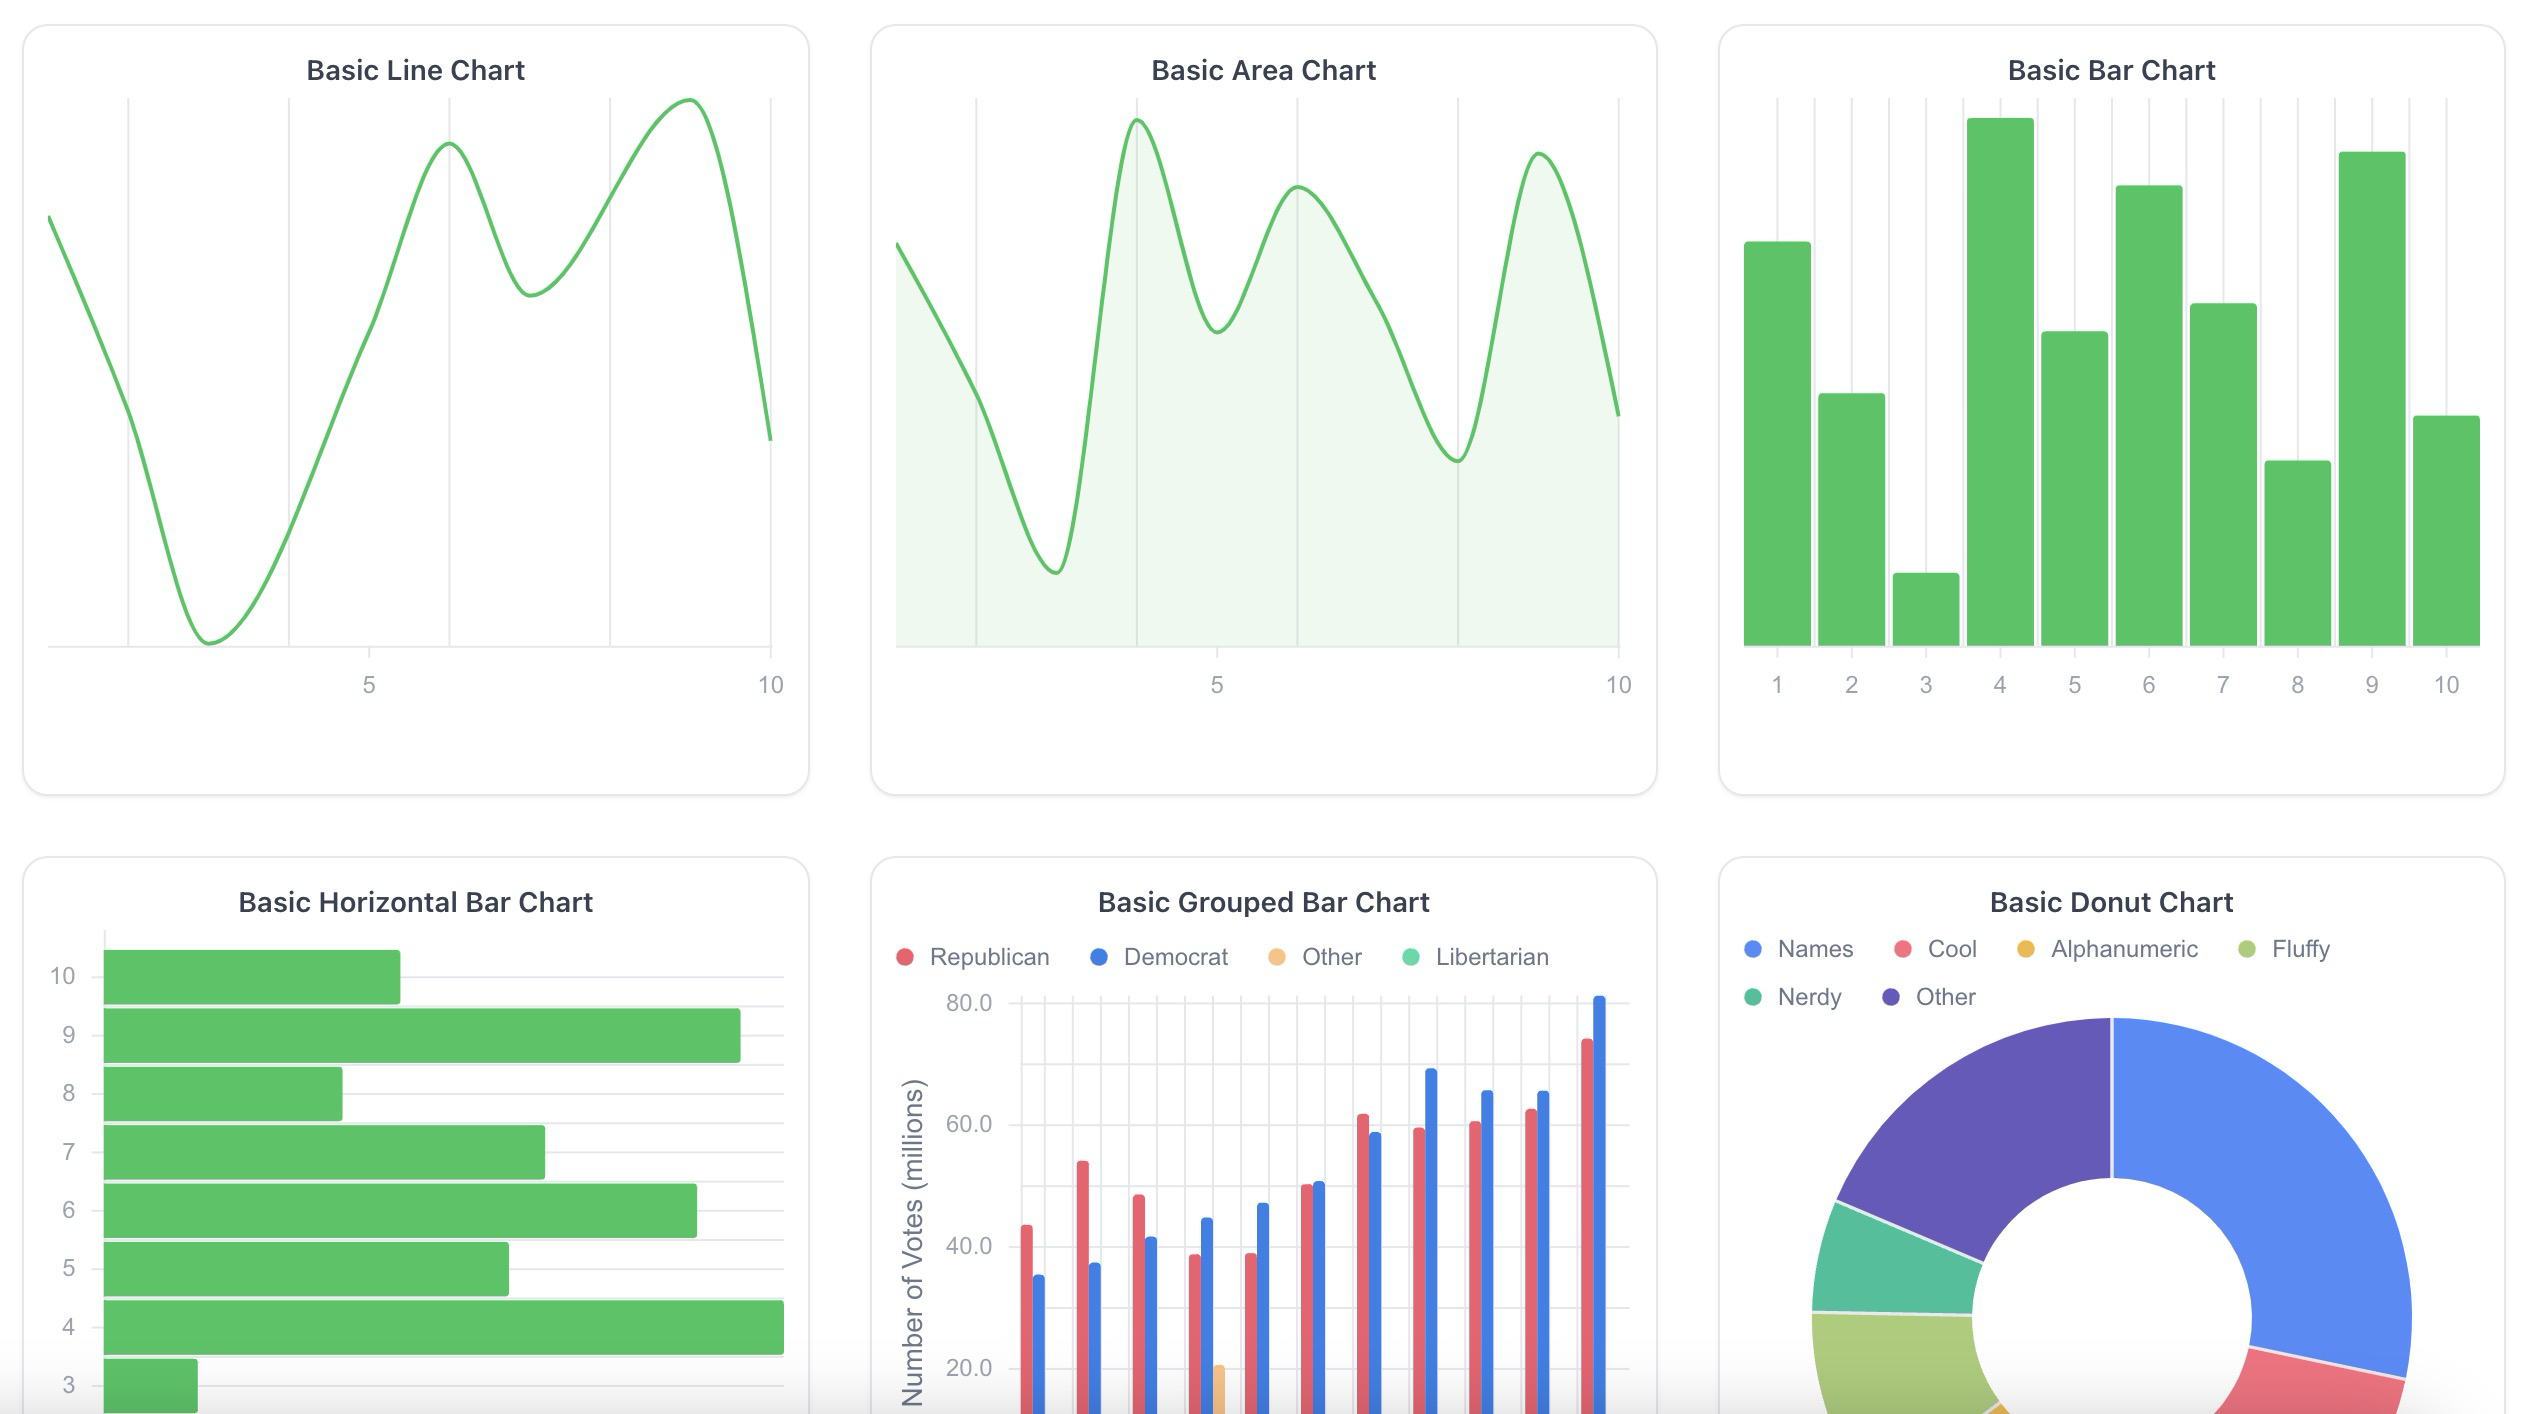 Basic Line Chart
5 10
Basic Area Chart
5 10
Basic Bar Chart
1 2 3 4 5 6 7 8 9 10
Basic Horizontal Bar Chart
10
9
8
7
6
5
4
3
Basic Grouped Bar Chart
Republican Democrat Other Libertarian
Number of Votes (millions)
80.0
60.0
40.0
20.0
Basic Donut Chart
Names Cool Alphanumeric Fluffy
Nerdy Other